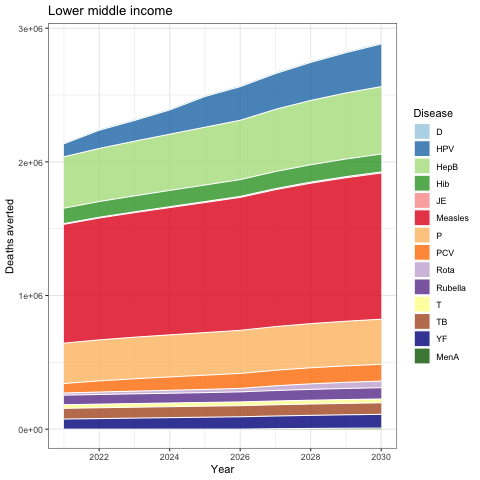 Lower middle income
3e+06
2e+06
1e+06
0e+00
Deaths averted
2022 2024 2026 2028 2030
Year
Disease
D
HPV
HepB
Hib
JE
Measles
P
PCV
Rota
Rubella
T
TB
YF
MenA